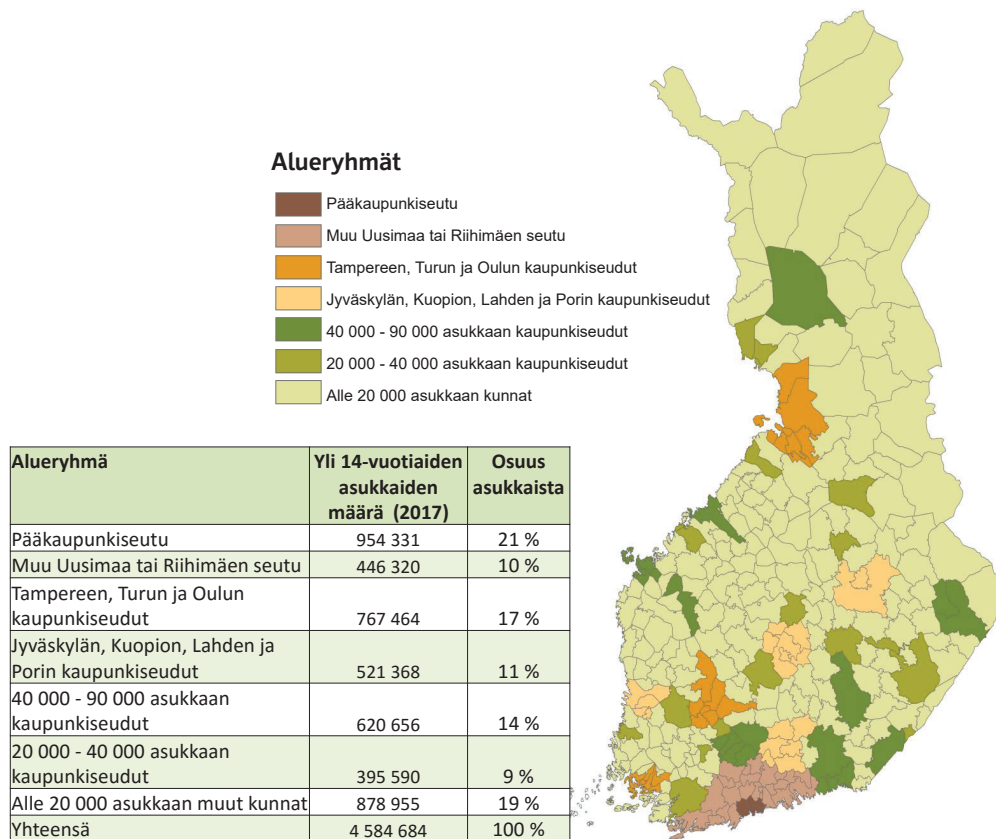 Alueryhmät
Pääkaupunkiseutu
Muu Uusimaa tai Riihimäen seutu
Tampereen, Turun ja Oulun kaupunkiseudut
Jyväskylän, Kuopion, Lahden ja Porin kaupunkiseudut
40 000 - 90 000 asukkaan kaupunkiseudut
20 000 - 40 000 asukkaan kaupunkiseudut
Alle 20 000 asukkaan kunnat
Alueryhmä Yli 14-vuotiaiden Osuus
asukkaiden asukkaista
määrä (2017)
Pääkaupunkiseutu 954 331 21 %
Muu Uusimaa tai Riihimäen seutu 446 320 10 %
Tampereen, Turun ja Oulun
kaupunkiseudut 767 464 17 %
Jyväskylän, Kuopion, Lahden ja
Porin kaupunkiseudut 521 368 11 %
40 000 - 90 000 asukkaan
kaupunkiseudut 620 656 14 %
20 000 - 40 000 asukkaan
kaupunkiseudut 395 590 9 %
Alle 20 000 asukkaan muut kunnat 878 955 19 %
Yhteensä 4 584 684 100 %